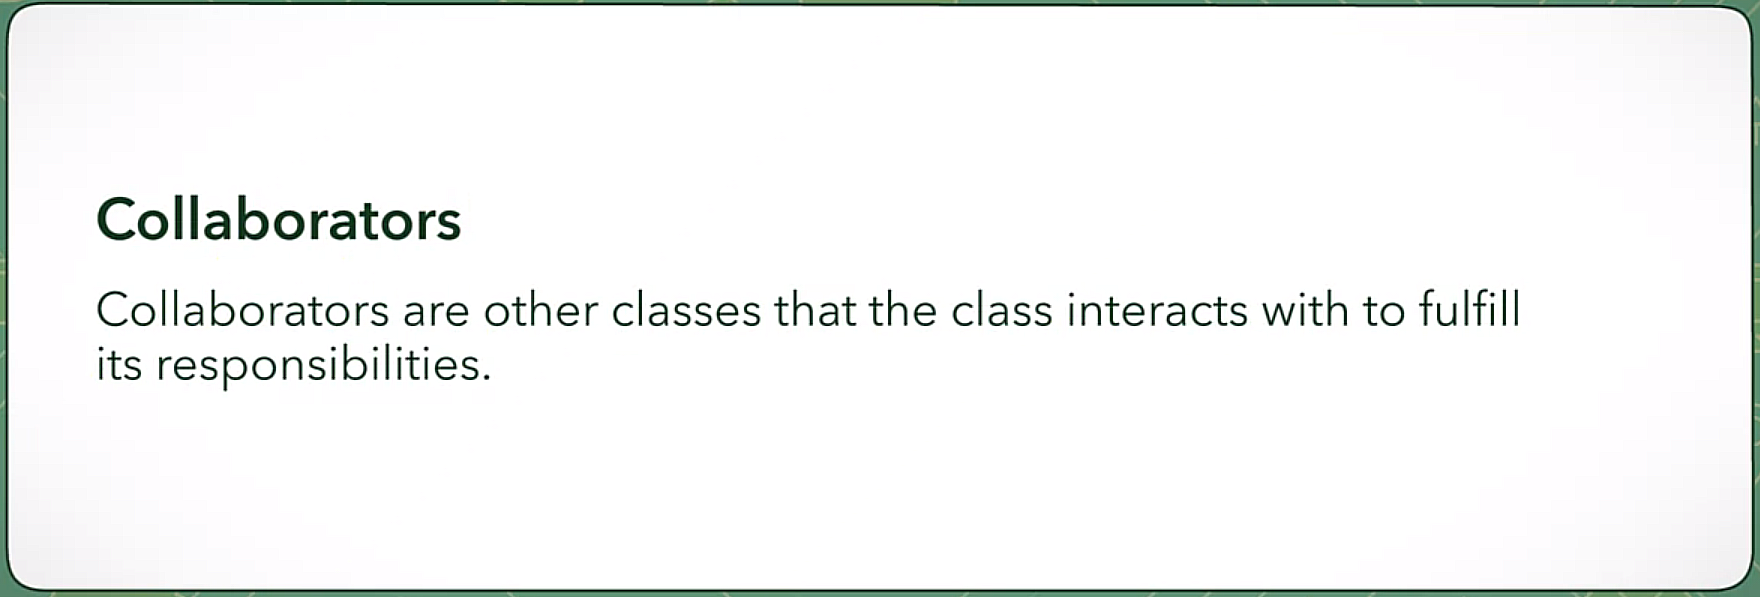 Collaborators
Collaborators are other classes that the class interacts with to fulfill
its responsibilities.